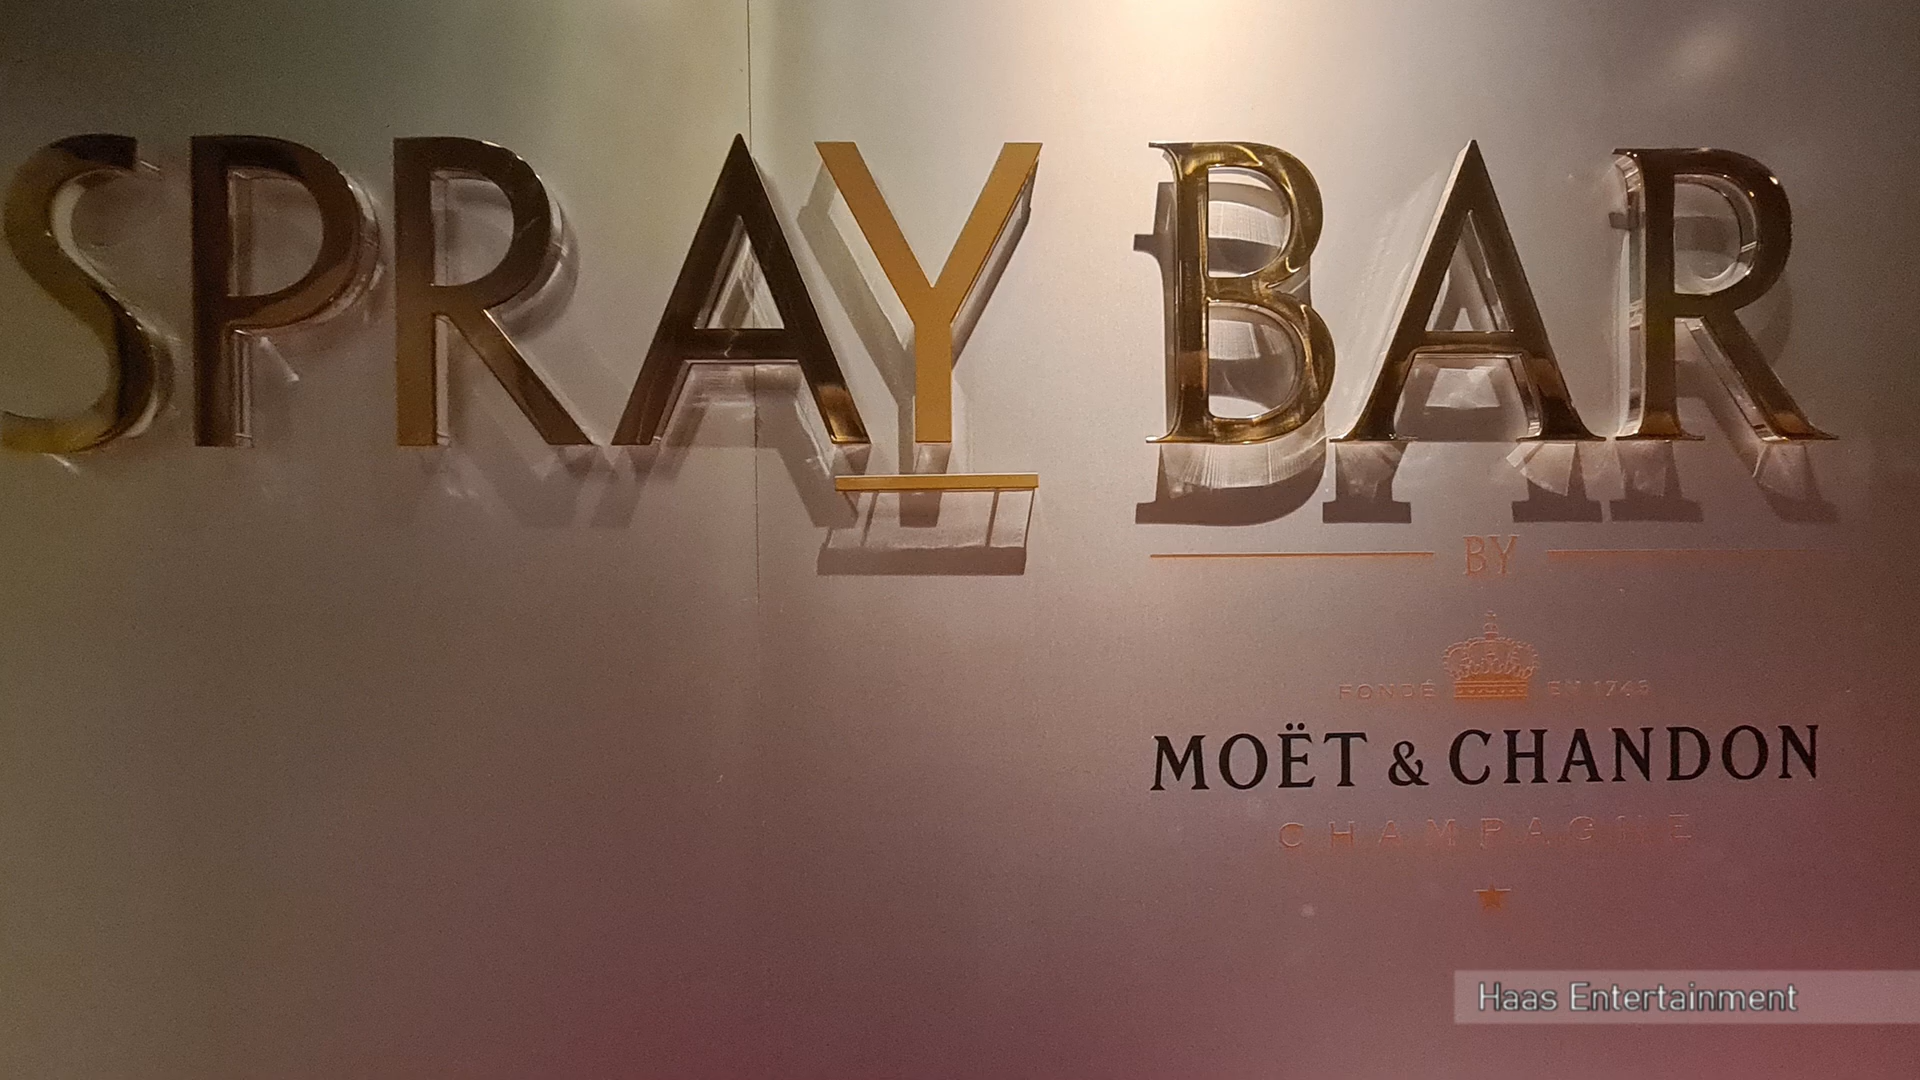 SPRAY BAR
BY
FONDÉ EN 1743
MOËT & CHANDON
CHAMPAGNE
Haas Entertainment